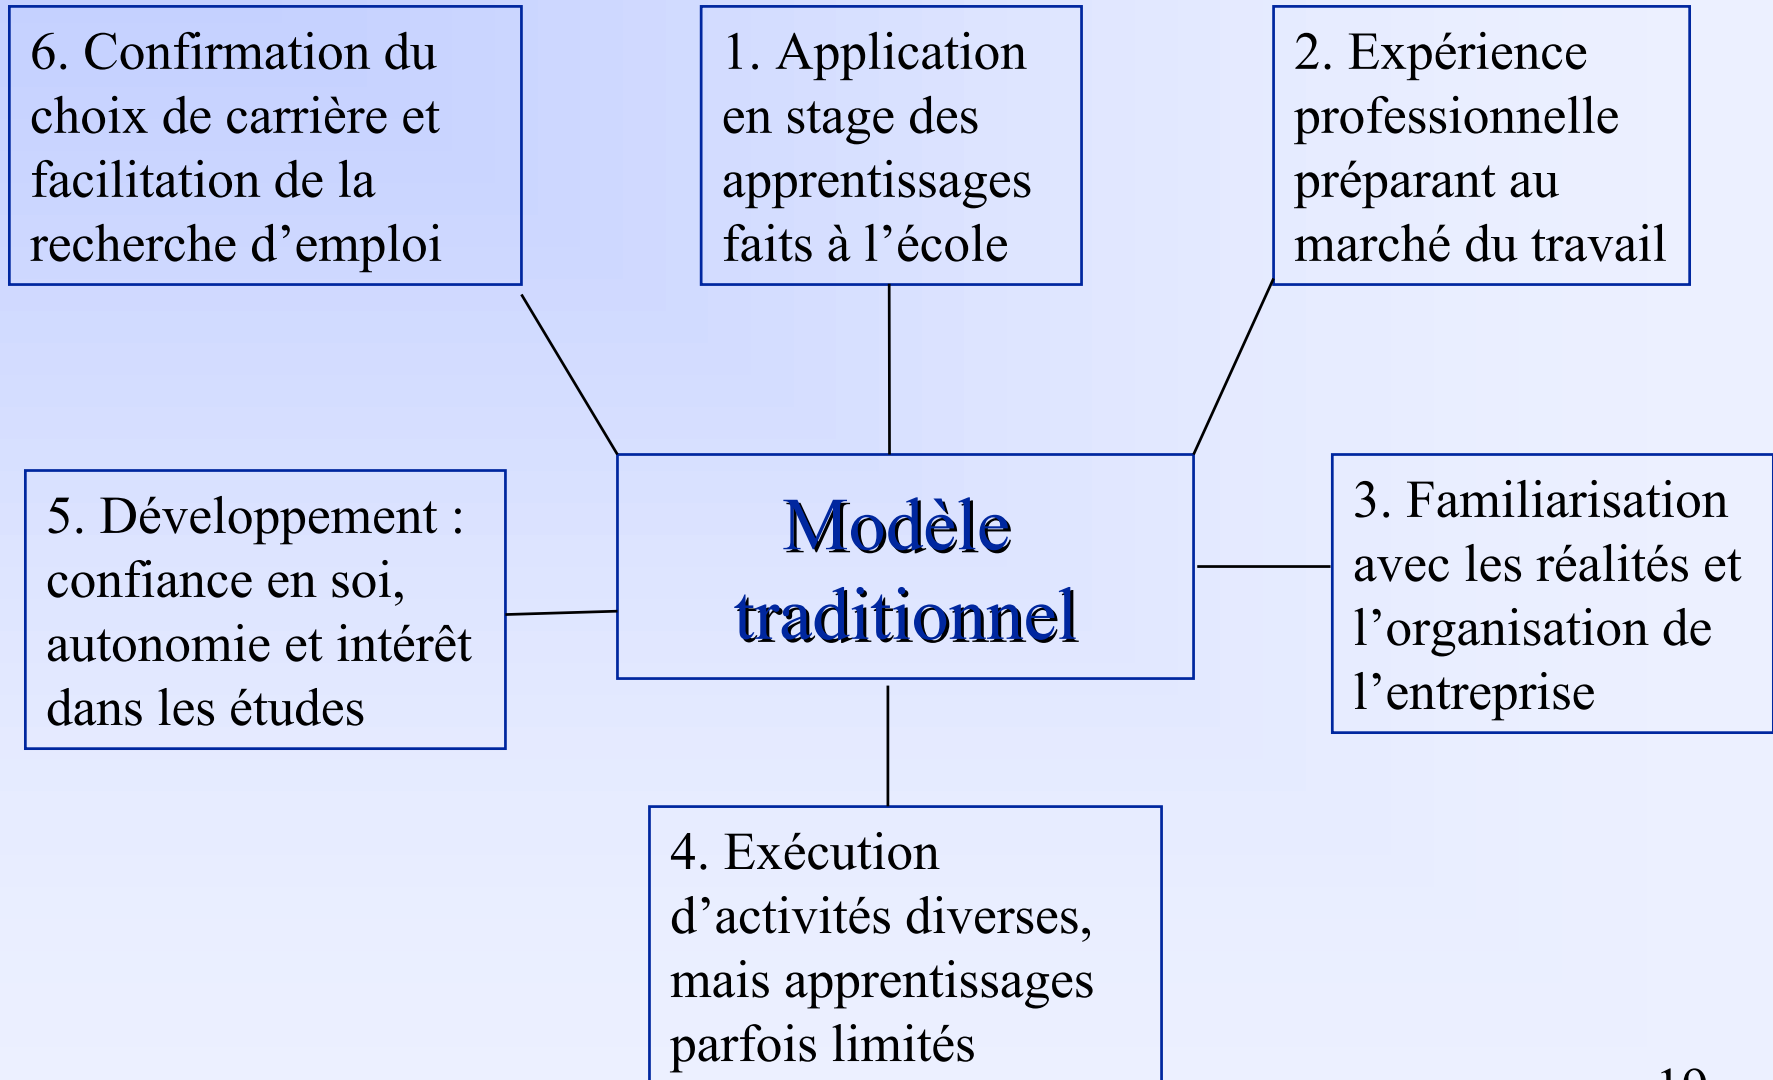 6. Confirmation du
choix de carrière et
facilitation de la
recherche d’emploi
1. Application
en stage des
apprentissages
faits à l’école
2. Expérience
professionnelle
préparant au
marché du travail
5. Développement :
confiance en soi,
autonomie et intérêt
dans les études
Modèle
traditionnel
3. Familiarisation
avec les réalités et
l’organisation de
l’entreprise
4. Exécution
d’activités diverses,
mais apprentissages
parfois limités